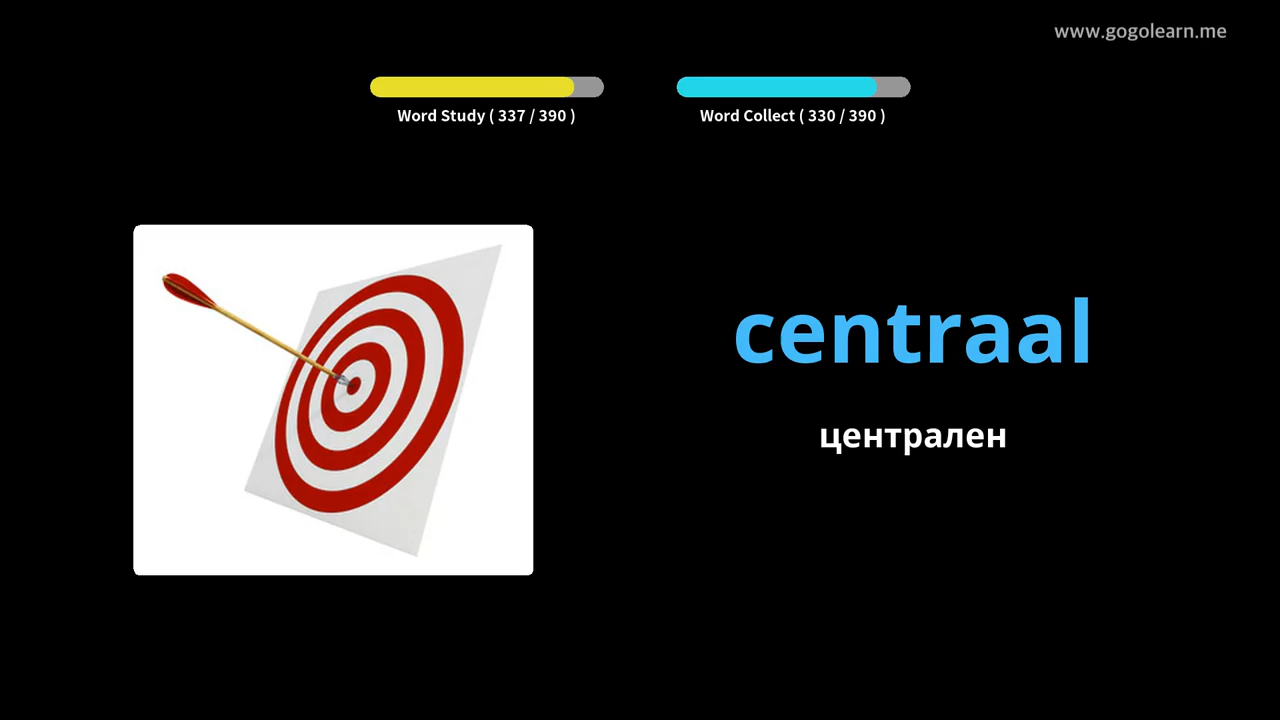 www.gogolearn.me
Word Study ( 337 / 390 )
Word Collect ( 330 / 390 )
centraal
централен